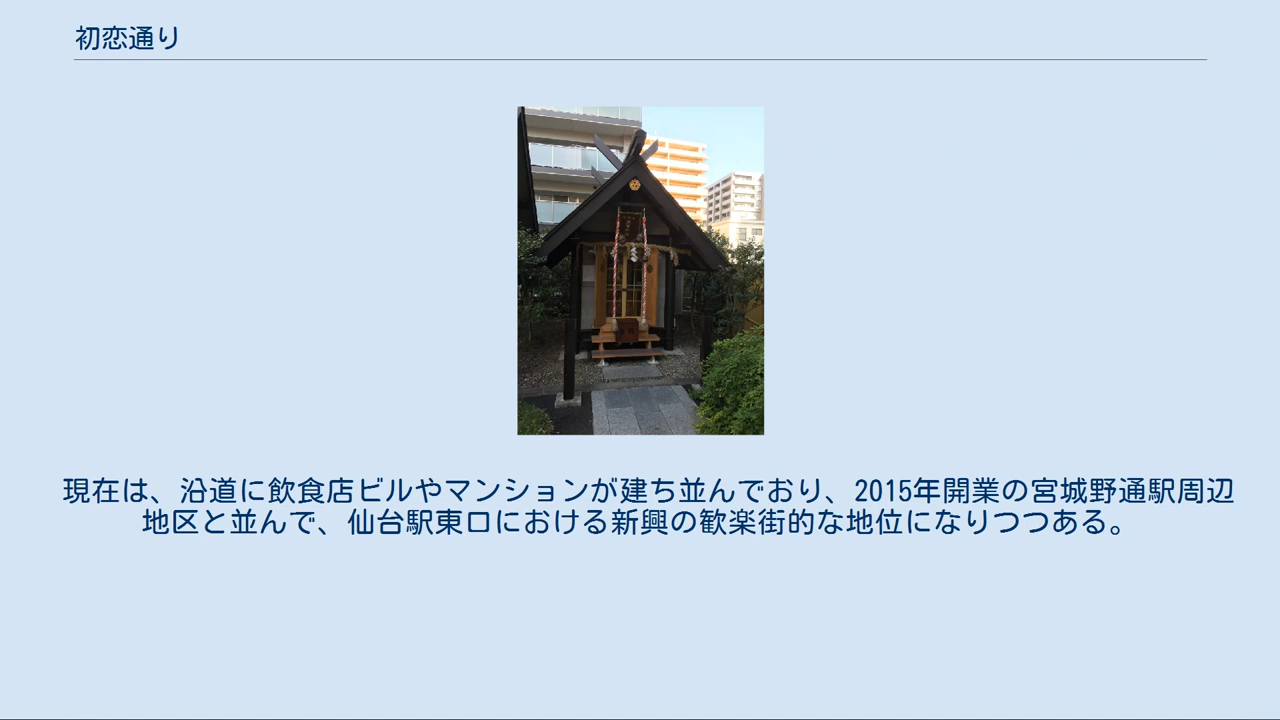 初恋通り
現在は、沿道に飲食店ビルやマンションが建ち並んでおり、2015年開業の宮城野通駅周辺
地区と並んで、仙台駅東口における新興の歓楽街的な地位になりつつある。